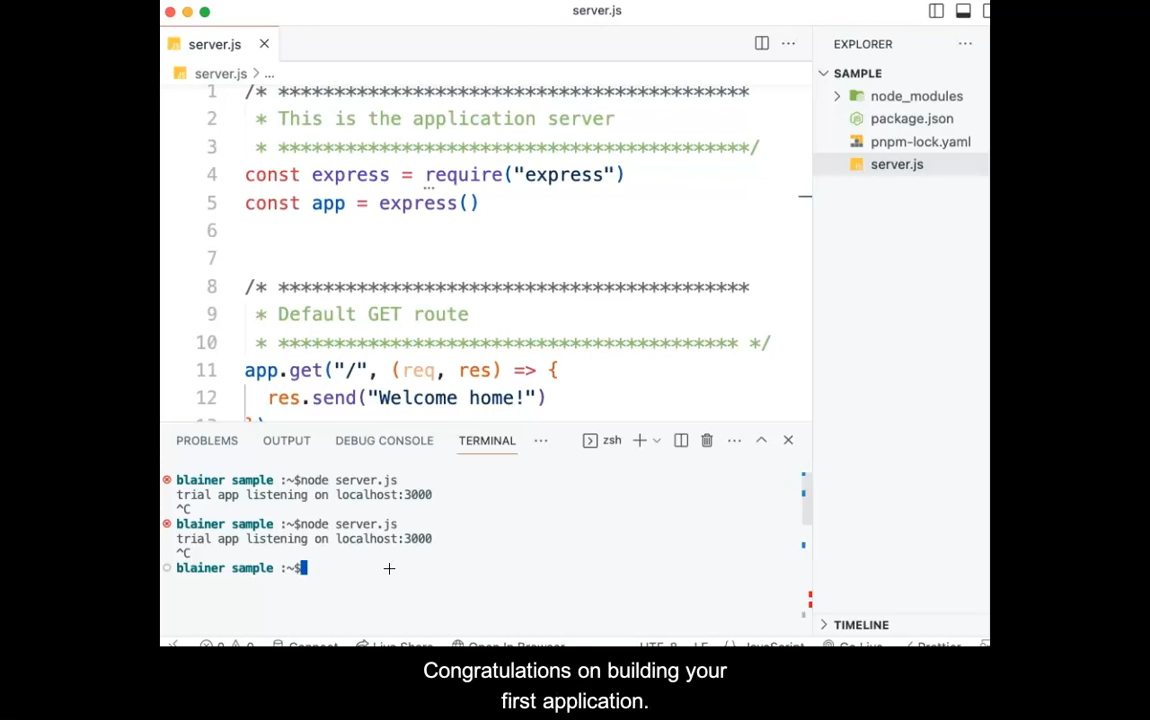 server.js
server.js
EXPLORER
server.js > ...
SAMPLE
node_modules
package.json
pnpm-lock.yaml
server.js
1 /* *****************************************
2 * This is the application server
3 * *****************************************/
4 const express = require("express")
5 const app = express()
6
7
8 /* *****************************************
9 * Default GET route
10 * **************************************** */
11 app.get("/", (req, res) => {
12 res.send("Welcome home!")
PROBLEMS OUTPUT DEBUG CONSOLE TERMINAL ... zsh
blainer sample :~$node server.js
trial app listening on localhost:3000
^C
blainer sample :~$node server.js
trial app listening on localhost:3000
^C
blainer sample :~$
TIMELINE
Congratulations on building your
first application.